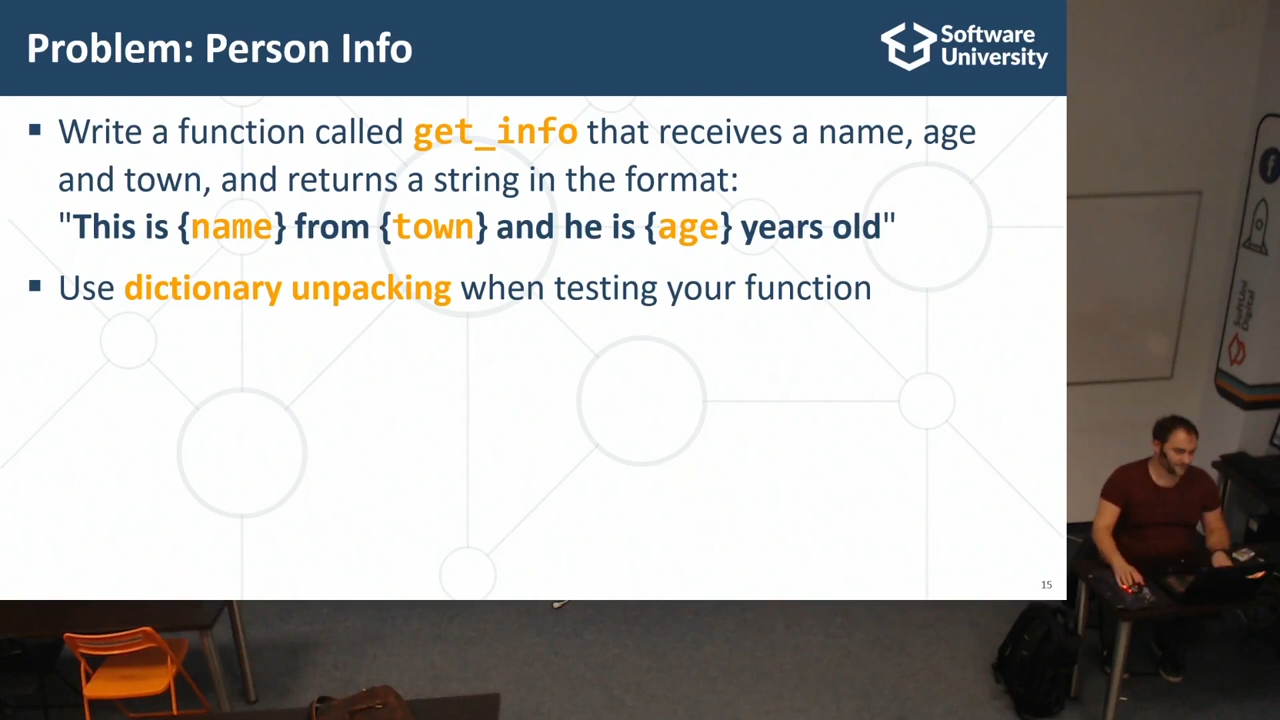 Problem: Person Info
Software
University
▪ Write a function called get_info that receives a name, age
and town, and returns a string in the format:
"This is {name} from {town} and he is {age} years old"
▪ Use dictionary unpacking when testing your function
15
SoftUni
Digital